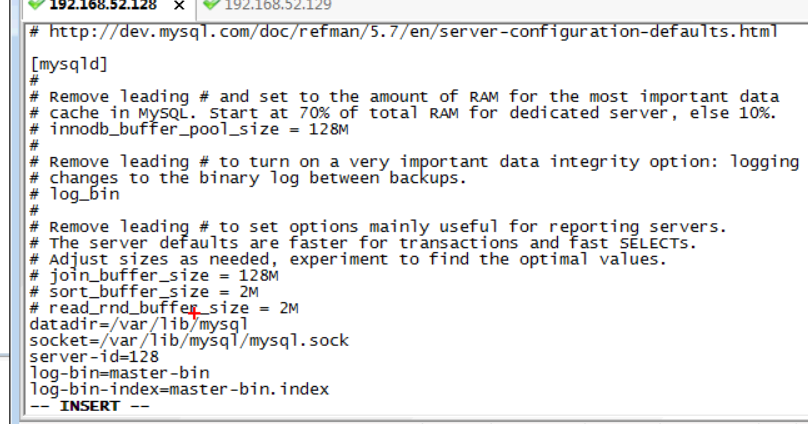 192.168.52.128 x 192.168.52.129
# http://dev.mysql.com/doc/refman/5.7/en/server-configuration-defaults.html
[mysqld]
#
# Remove leading # and set to the amount of RAM for the most important data
# cache in MySQL. Start at 70% of total RAM for dedicated server, else 10%.
# innodb_buffer_pool_size = 128M
#
# Remove leading # to turn on a very important data integrity option: logging
# changes to the binary log between backups.
# log_bin
#
# Remove leading # to set options mainly useful for reporting servers.
# The server defaults are faster for transactions and fast SELECTs.
# Adjust sizes as needed, experiment to find the optimal values.
# join_buffer_size = 128M
# sort_buffer_size = 2M
# read_rnd_buffer_size = 2M
datadir=/var/lib/mysql
socket=/var/lib/mysql/mysql.sock
server-id=128
log-bin=master-bin
log-bin-index=master-bin.index
-- INSERT --